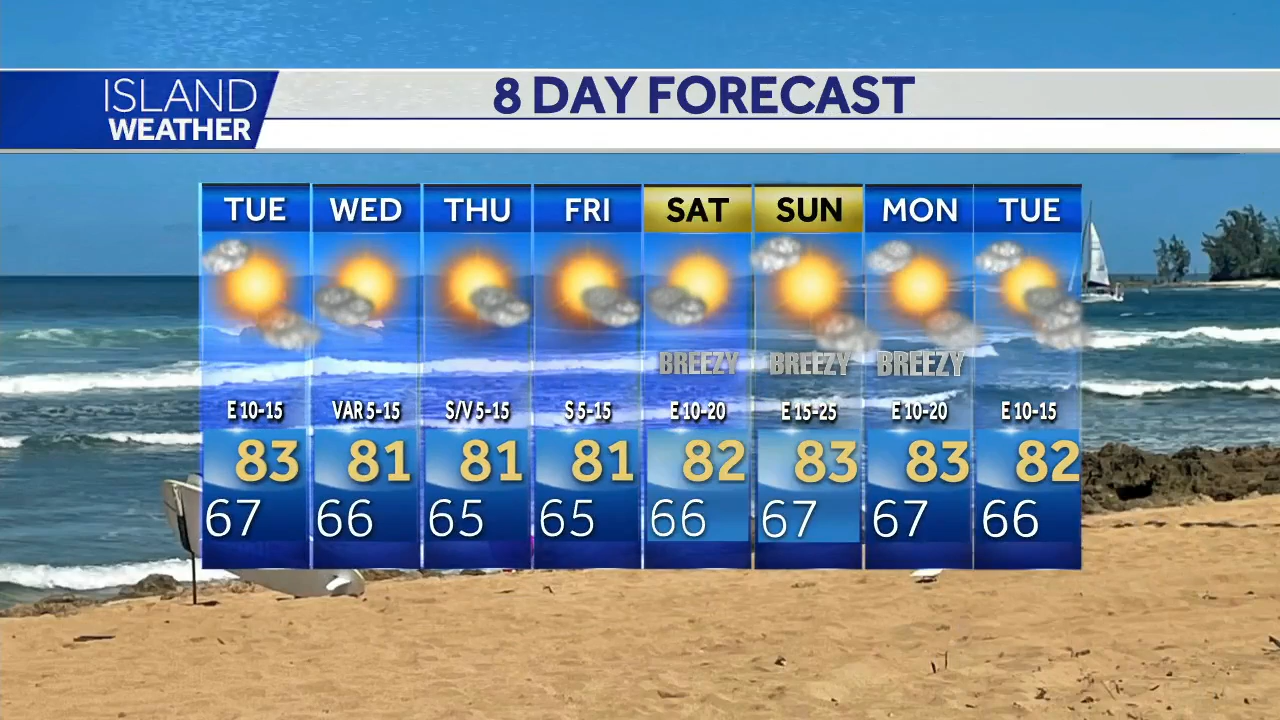 ISLAND
WEATHER
8 DAY FORECAST
TUE WED THU FRI SAT SUN MON TUE
BREEZY BREEZY BREEZY
E 10-15 VAR 5-15 S/V 5-15 S 5-15 E 10-20 E 15-25 E 10-20 E 10-15
83 81 81 81 82 83 83 82
67 66 65 65 66 67 67 66